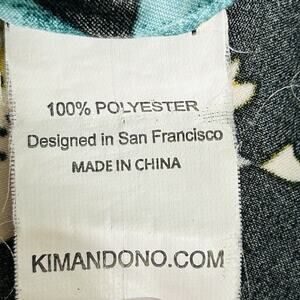 100% POLYESTER
Designed in San Francisco
MADE IN CHINA
KIMANDONO.COM